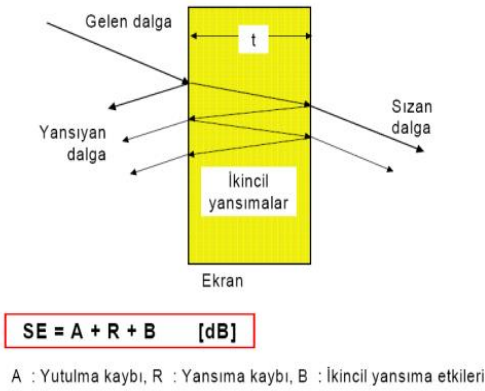 Gelen dalga
t
Sızan
dalga
Yansıyan
dalga
İkincil
yansımalar
Ekran
SE = A + R + B [dB]
A : Yutulma kaybı, R : Yansıma kaybı, B : İkincil yansıma etkileri